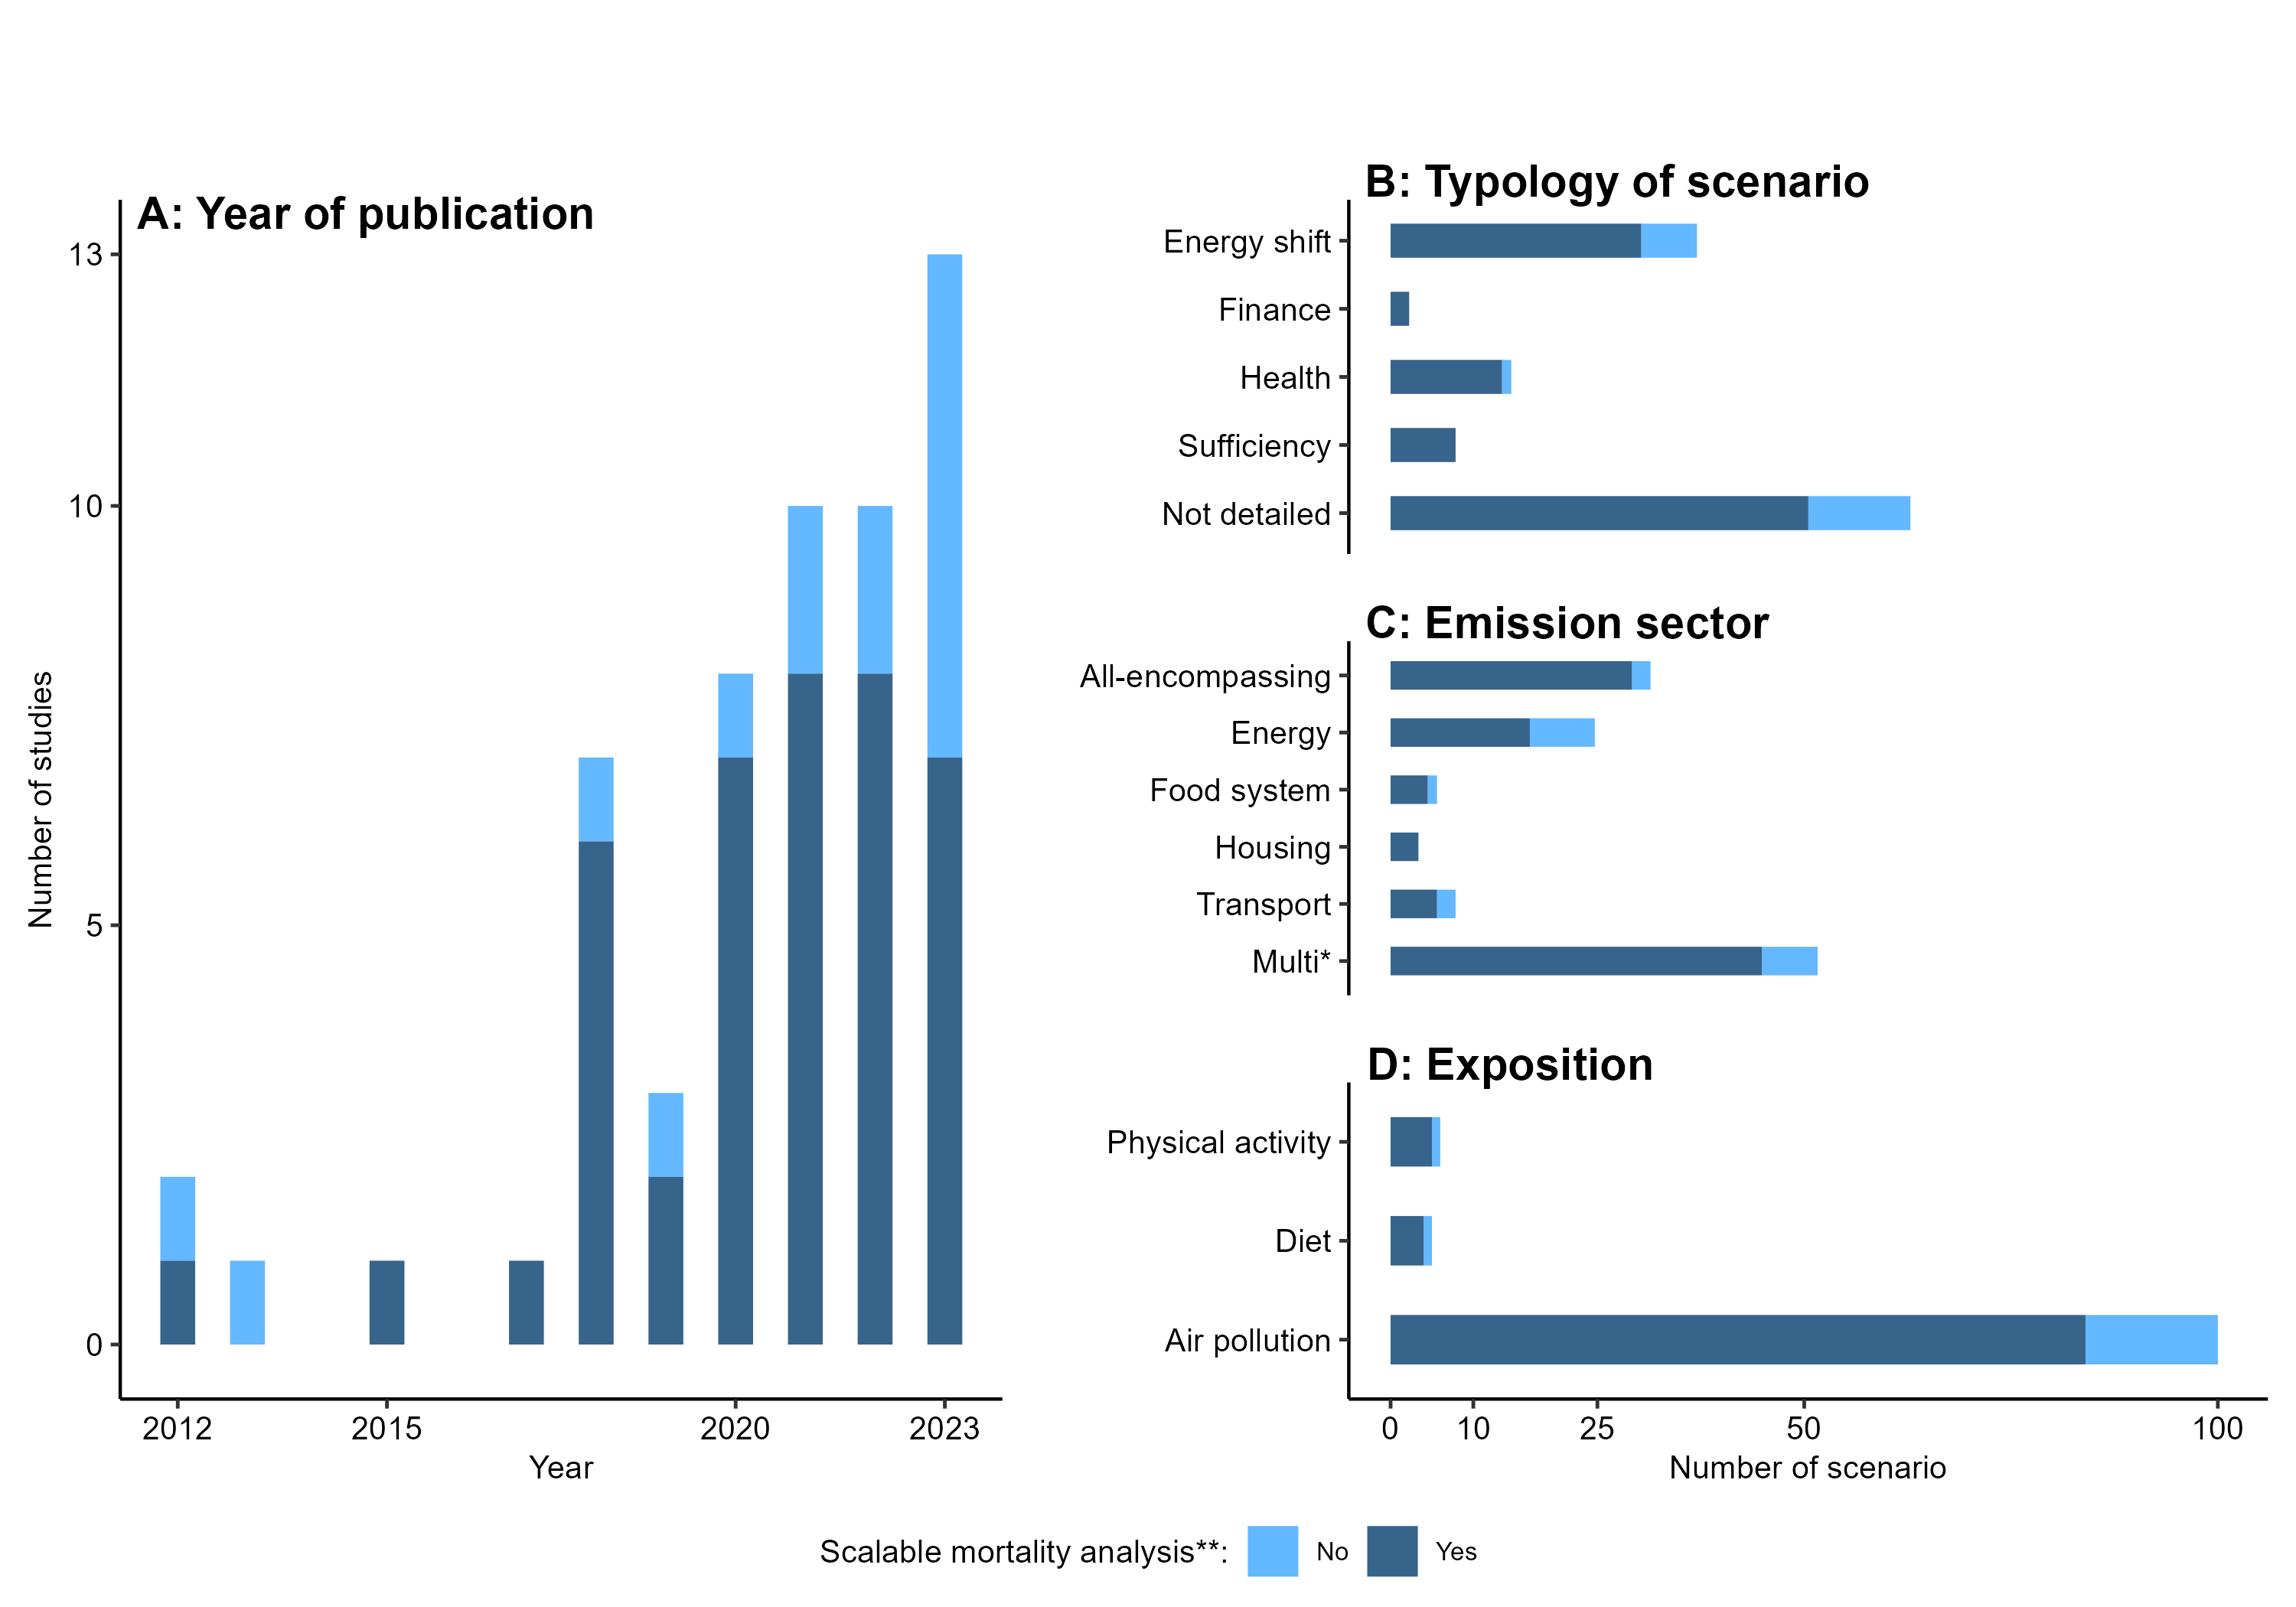 A: Year of publication
13
10
5
0
Number of studies
2012
2015
2020
2023
Year
B: Typology of scenario
Energy shift
Finance
Health
Sufficiency
Not detailed
C: Emission sector
All-encompassing
Energy
Food system
Housing
Transport
Multi*
D: Exposition
Physical activity
Diet
Air pollution
0
10
25
50
100
Number of scenario
Scalable mortality analysis**: No Yes